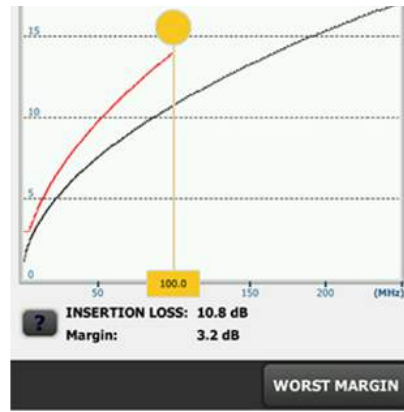 15
10
5
0
50 100.0 150 200 (MHz)
? INSERTION LOSS: 10.8 dB
Margin: 3.2 dB
WORST MARGIN